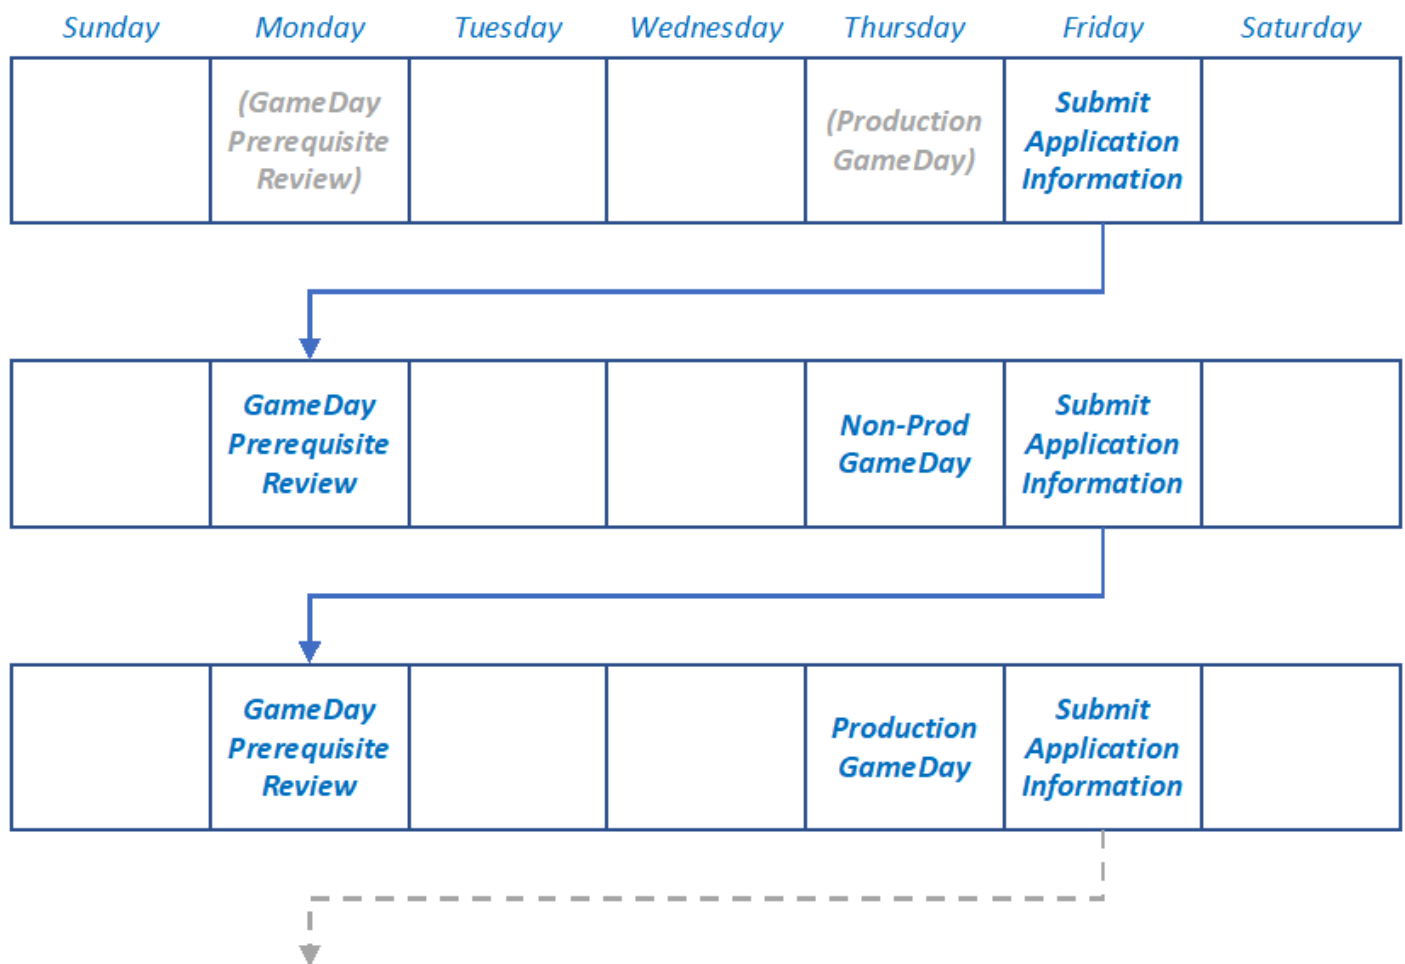 Sunday Monday Tuesday Wednesday Thursday Friday Saturday
(GameDay
Prerequisite
Review)
(Production
GameDay)
Submit
Application
Information
GameDay
Prerequisite
Review
Non-Prod
GameDay
Submit
Application
Information
GameDay
Prerequisite
Review
Production
GameDay
Submit
Application
Information